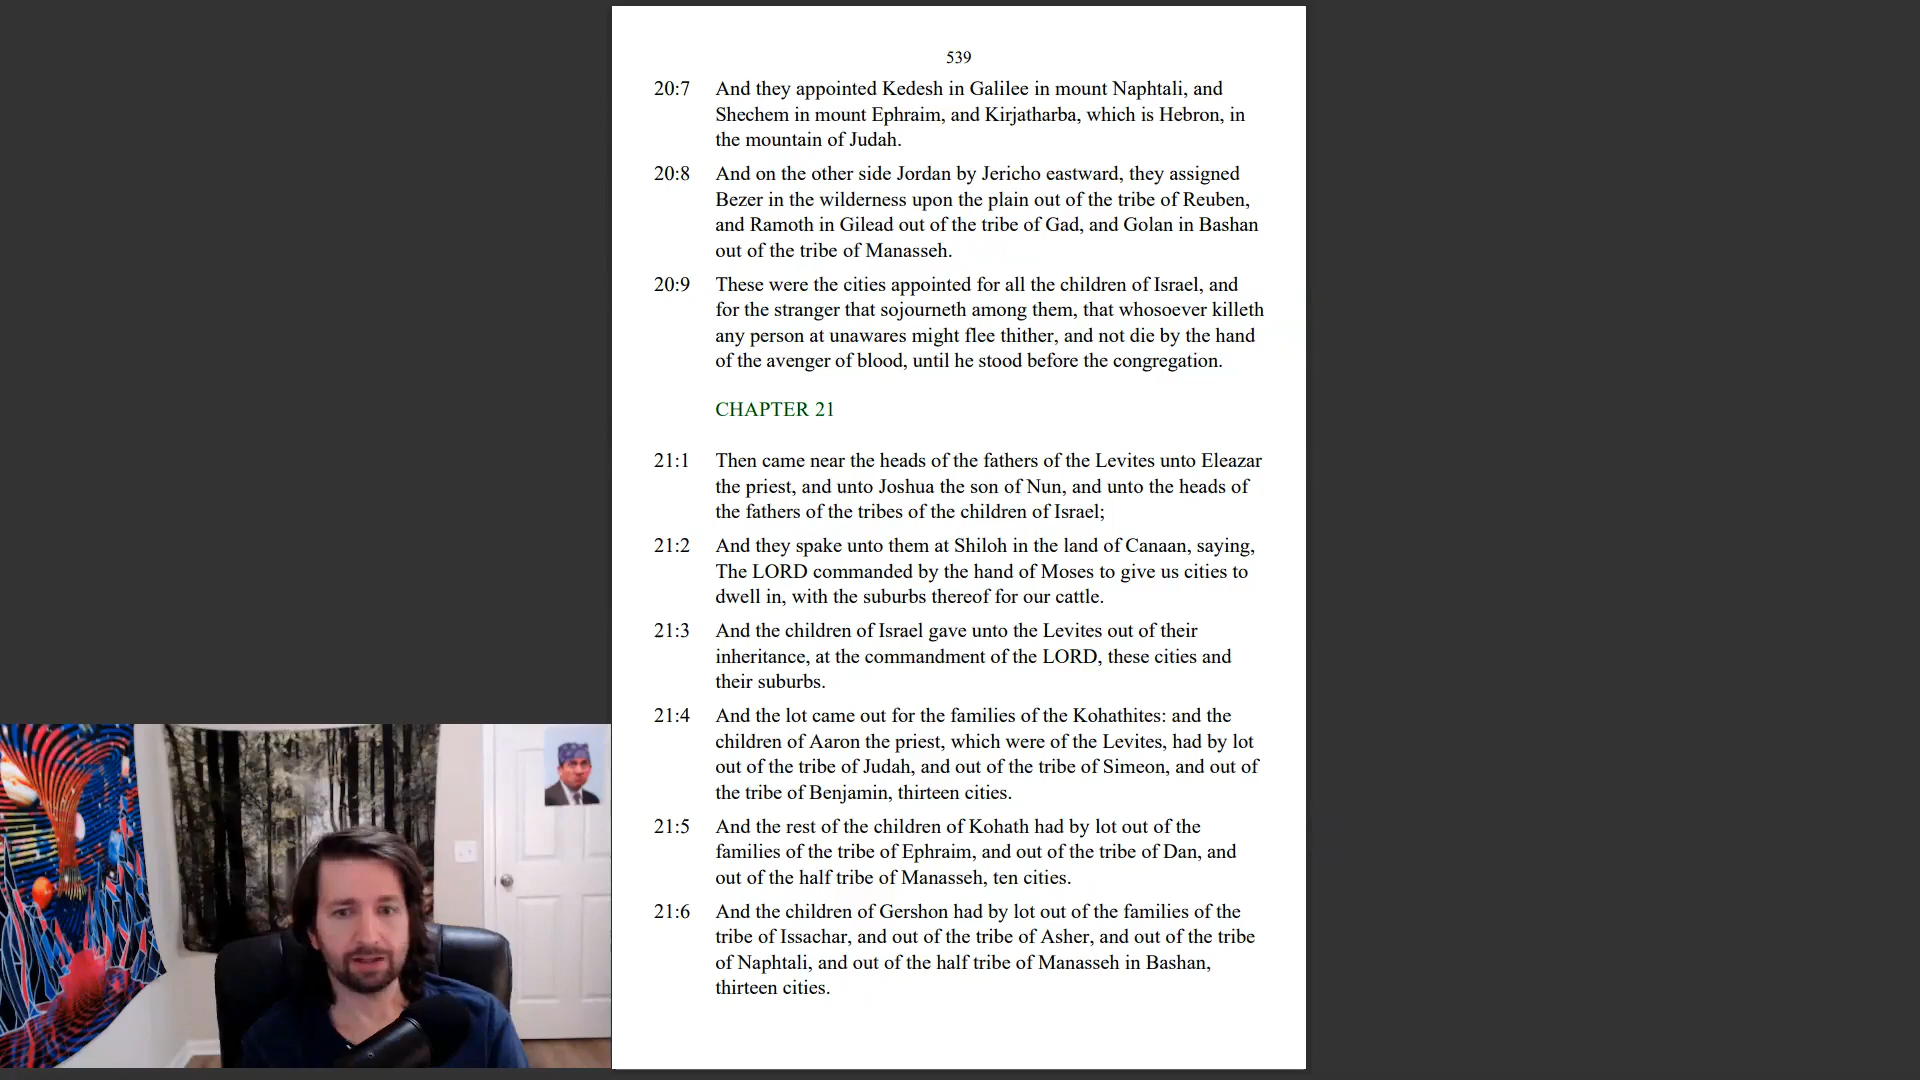 539
20:7 And they appointed Kedesh in Galilee in mount Naphtali, and
Shechem in mount Ephraim, and Kirjatharba, which is Hebron, in
the mountain of Judah.
20:8 And on the other side Jordan by Jericho eastward, they assigned
Bezer in the wilderness upon the plain out of the tribe of Reuben,
and Ramoth in Gilead out of the tribe of Gad, and Golan in Bashan
out of the tribe of Manasseh.
20:9 These were the cities appointed for all the children of Israel, and
for the stranger that sojourneth among them, that whosoever killeth
any person at unawares might flee thither, and not die by the hand
of the avenger of blood, until he stood before the congregation.
CHAPTER 21
21:1 Then came near the heads of the fathers of the Levites unto Eleazar
the priest, and unto Joshua the son of Nun, and unto the heads of
the fathers of the tribes of the children of Israel;
21:2 And they spake unto them at Shiloh in the land of Canaan, saying,
The LORD commanded by the hand of Moses to give us cities to
dwell in, with the suburbs thereof for our cattle.
21:3 And the children of Israel gave unto the Levites out of their
inheritance, at the commandment of the LORD, these cities and
their suburbs.
21:4 And the lot came out for the families of the Kohathites: and the
children of Aaron the priest, which were of the Levites, had by lot
out of the tribe of Judah, and out of the tribe of Simeon, and out of
the tribe of Benjamin, thirteen cities.
21:5 And the rest of the children of Kohath had by lot out of the
families of the tribe of Ephraim, and out of the tribe of Dan, and
out of the half tribe of Manasseh, ten cities.
21:6 And the children of Gershon had by lot out of the families of the
tribe of Issachar, and out of the tribe of Asher, and out of the tribe
of Naphtali, and out of the half tribe of Manasseh in Bashan,
thirteen cities.